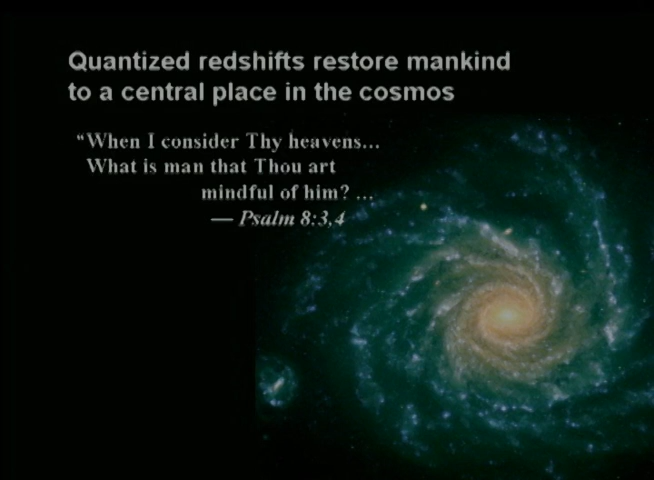 Quantized redshifts restore mankind
to a central place in the cosmos
"When I consider Thy heavens...
What is man that Thou art
mindful of him? ...
— Psalm 8:3,4